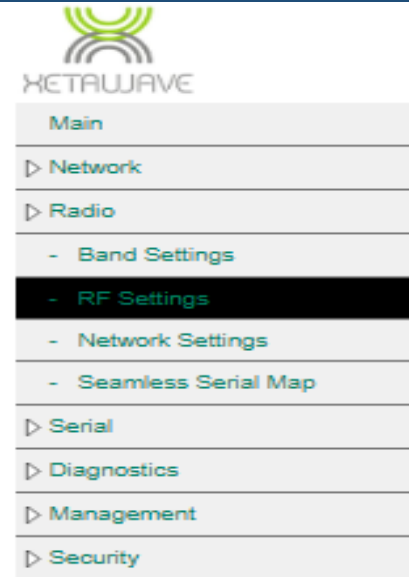 XETAWAVE
Main
Network
Radio
- Band Settings
- RF Settings
- Network Settings
- Seamless Serial Map
Serial
Diagnostics
Management
Security